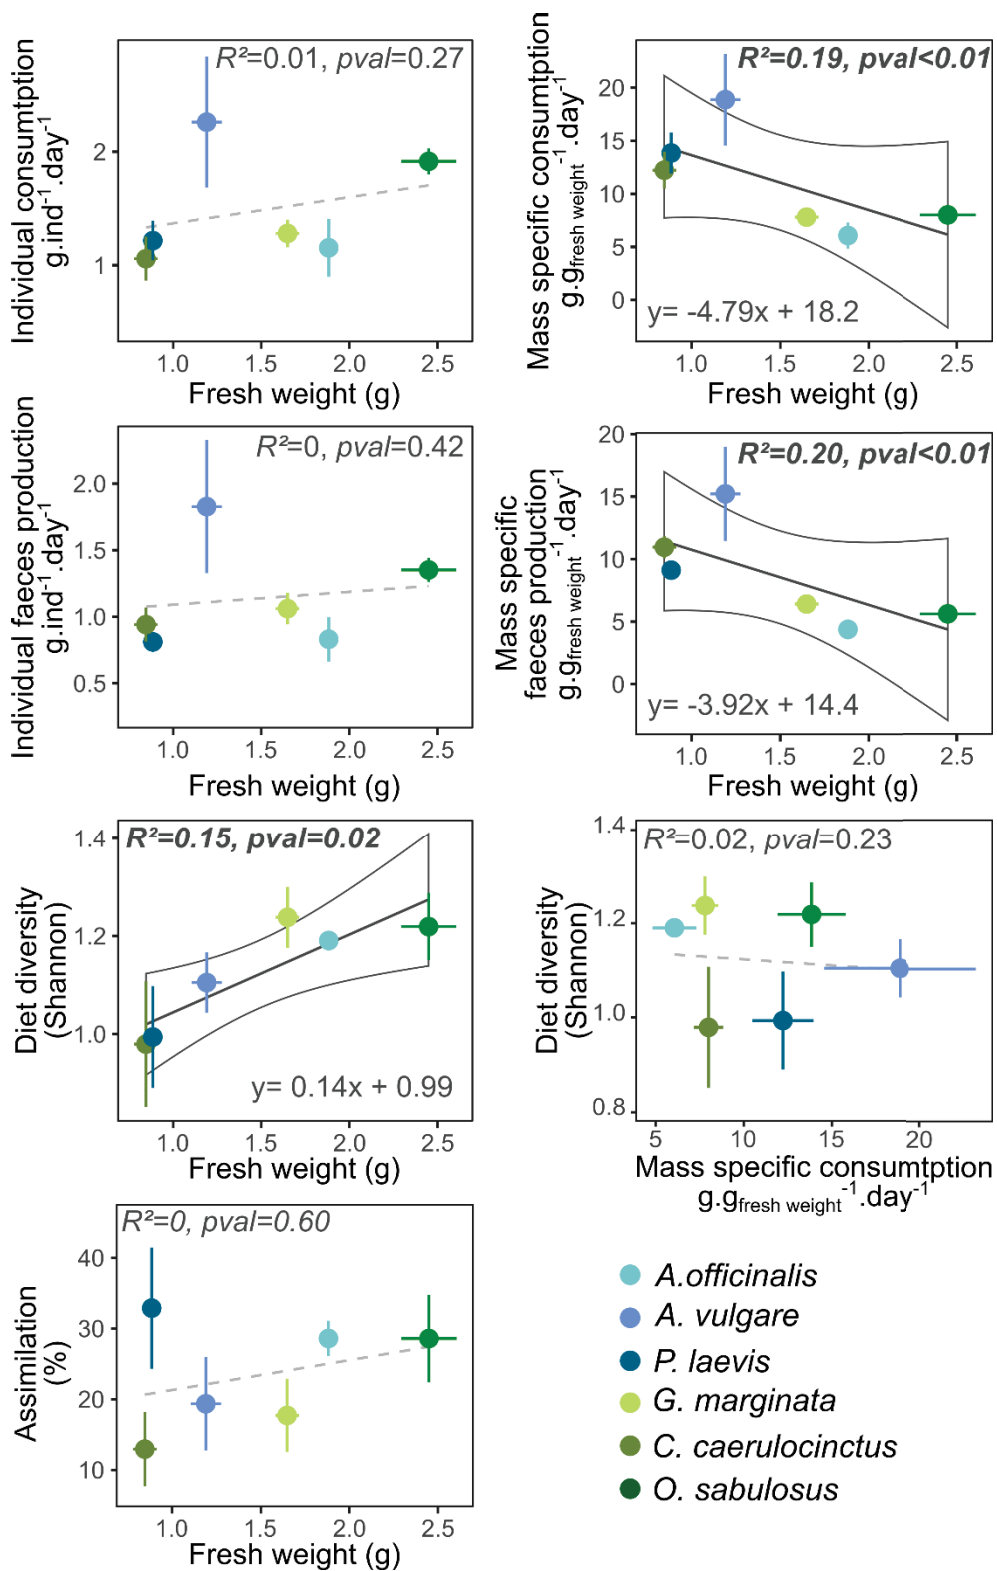 Individual consumtption
g.ind⁻¹.day⁻¹
R²=0.01, pval=0.27
2
1
1.0 1.5 2.0 2.5
Fresh weight (g)
Mass specific consumtption
g.g fresh weight⁻¹.day⁻¹
R²=0.19, pval<0.01
20
15
10
5
0
y= -4.79x + 18.2
1.0 1.5 2.0 2.5
Fresh weight (g)
Individual faeces production
g.ind⁻¹.day⁻¹
R²=0, pval=0.42
2.0
1.5
1.0
0.5
1.0 1.5 2.0 2.5
Fresh weight (g)
Mass specific
faeces production
g.g fresh weight⁻¹.day⁻¹
R²=0.20, pval<0.01
20
15
10
5
0
y= -3.92x + 14.4
1.0 1.5 2.0 2.5
Fresh weight (g)
Diet diversity
(Shannon)
R²=0.15, pval=0.02
1.4
1.2
1.0
y= 0.14x + 0.99
1.0 1.5 2.0 2.5
Fresh weight (g)
Diet diversity
(Shannon)
R²=0.02, pval=0.23
1.4
1.2
1.0
0.8
5 10 15 20
Mass specific consumtption
g.g fresh weight⁻¹.day⁻¹
Assimilation
(%)
R²=0, pval=0.60
40
30
20
10
1.0 1.5 2.0 2.5
Fresh weight (g)
A.officinalis
A. vulgare
P. laevis
G. marginata
C. caerulocinctus
O. sabulosus